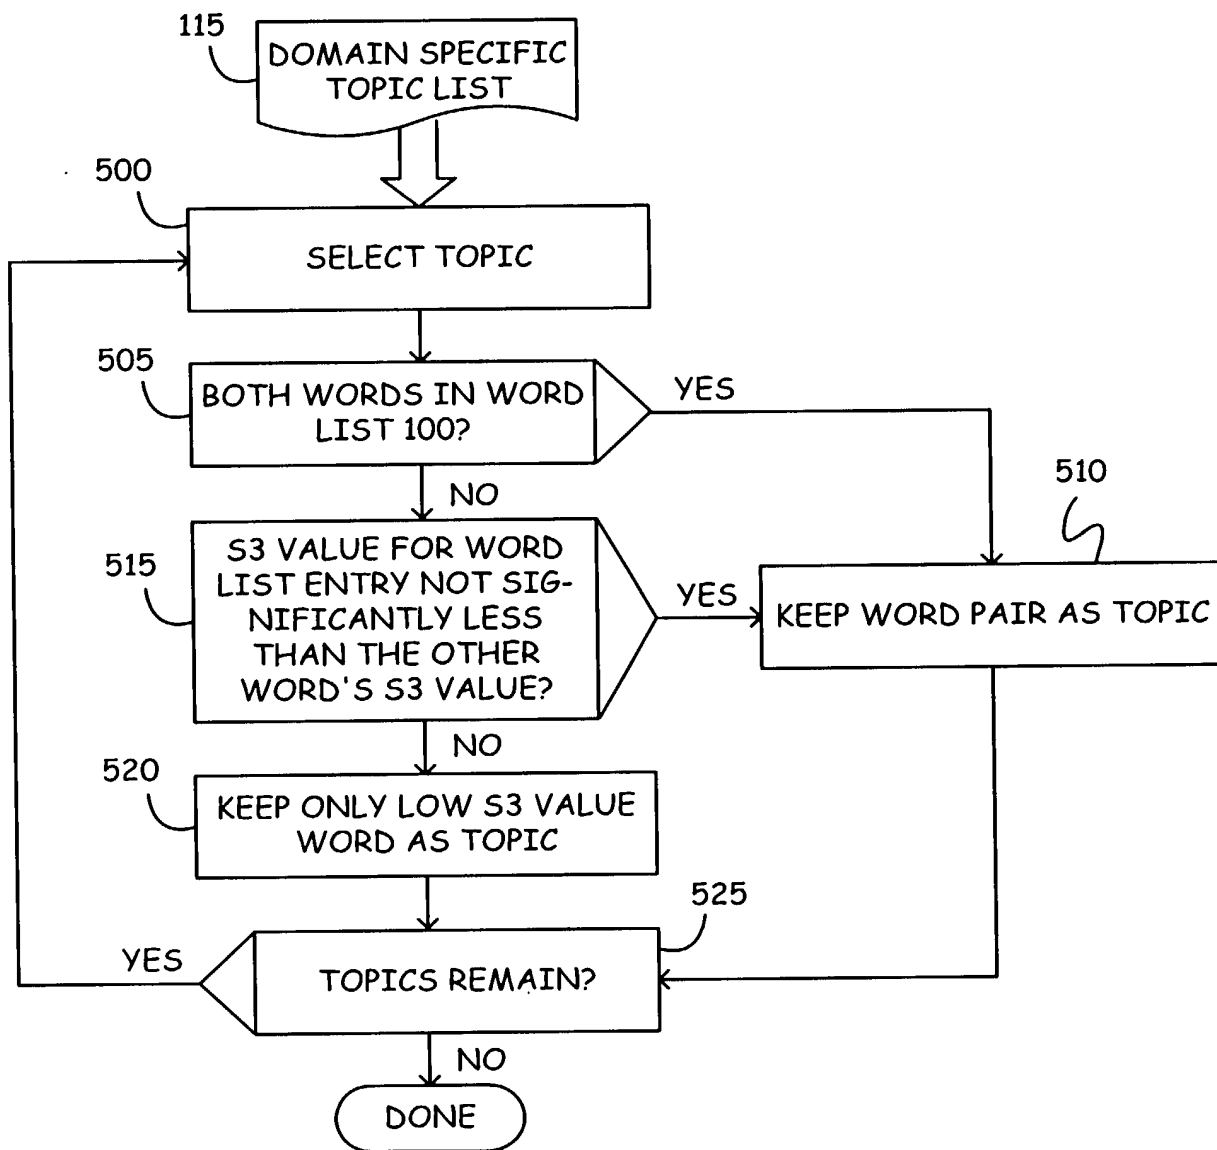 115
DOMAIN SPECIFIC
TOPIC LIST
500
SELECT TOPIC
505
BOTH WORDS IN WORD
LIST 100?
YES
NO
510
KEEP WORD PAIR AS TOPIC
515
S3 VALUE FOR WORD
LIST ENTRY NOT SIG-
NIFICANTLY LESS
THAN THE OTHER
WORD'S S3 VALUE?
YES
NO
520
KEEP ONLY LOW S3 VALUE
WORD AS TOPIC
525
YES
TOPICS REMAIN?
NO
DONE